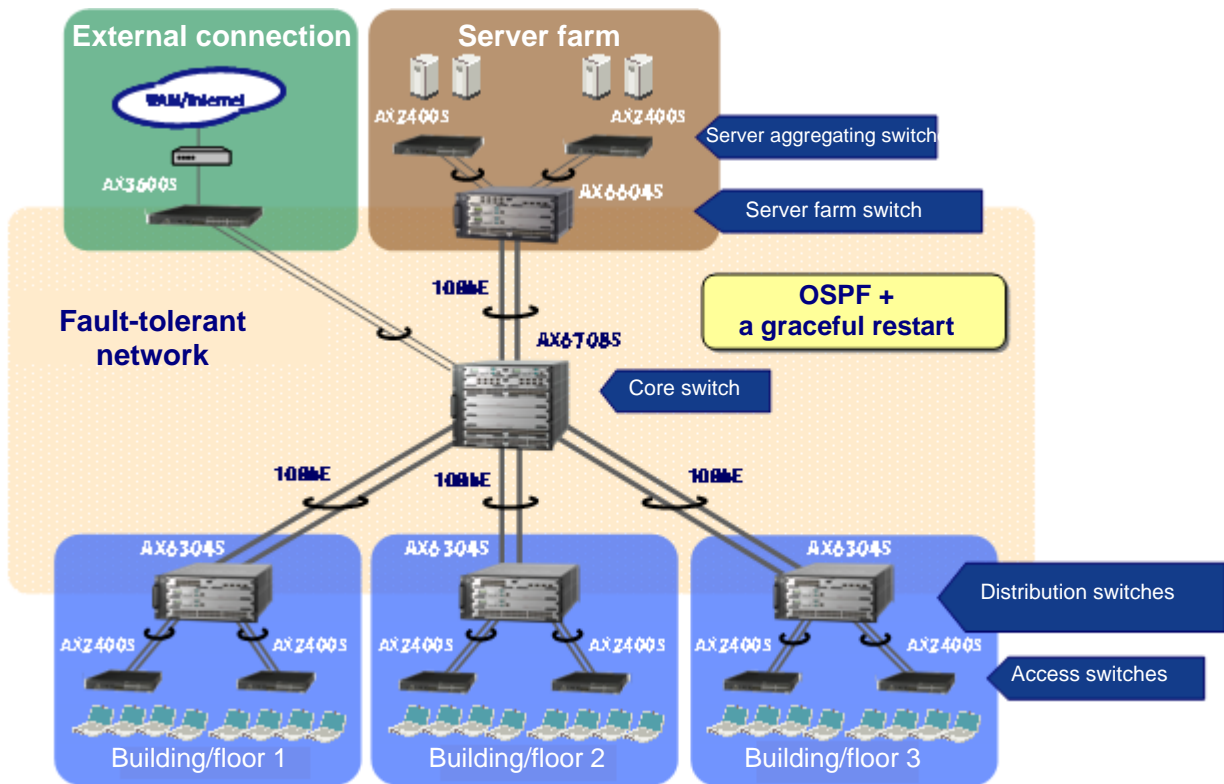 External connection
Server farm
WAN/Internet
AX2400S
AX2400S
Server aggregating switch
AX3600S
AX6604S
Server farm switch
10GbE
OSPF +
a graceful restart
Fault-tolerant
network
AX6708S
Core switch
10GbE
10GbE
10GbE
AX6304S
AX6304S
AX6304S
Distribution switches
AX2400S
AX2400S
AX2400S
AX2400S
AX2400S
AX2400S
Access switches
Building/floor 1
Building/floor 2
Building/floor 3